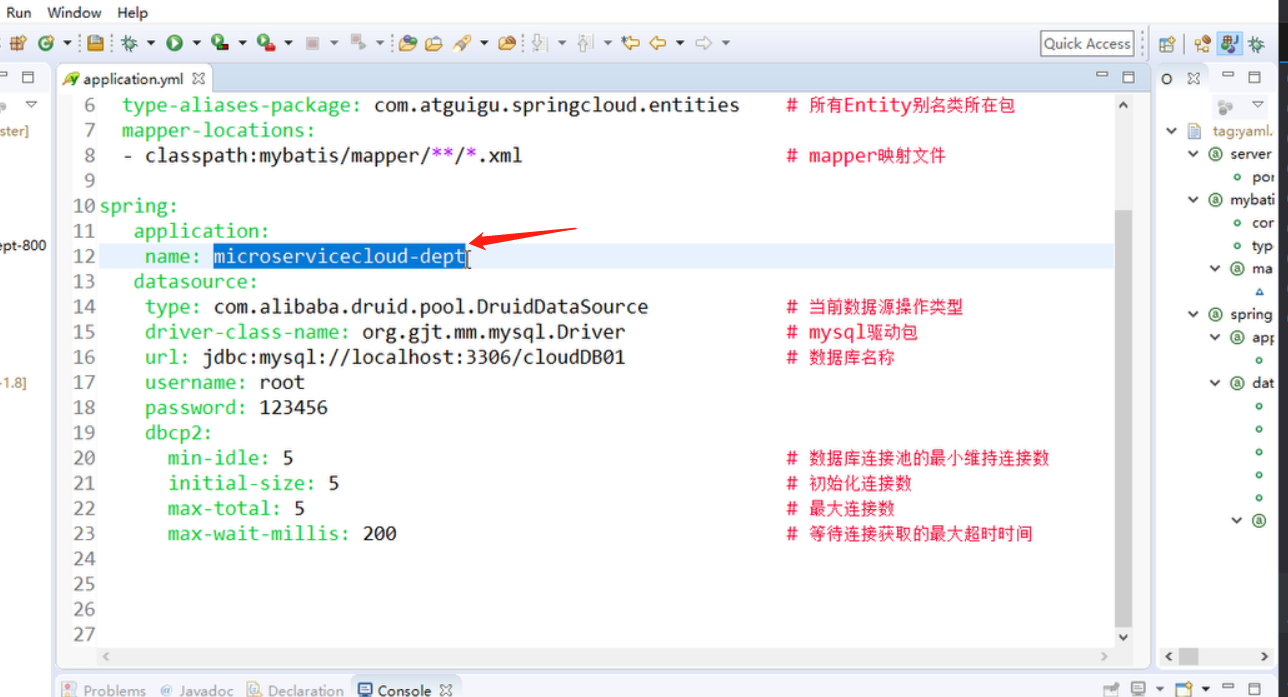 Run Window Help
Quick Access
application.yml
6 type-aliases-package: com.atguigu.springcloud.entities # 所有Entity别名类所在包
7 mapper-locations:
8 - classpath:mybatis/mapper/**/*.xml # mapper映射文件
9
10 spring:
11 application:
12 name: microservicecloud-dept
13 datasource:
14 type: com.alibaba.druid.pool.DruidDataSource # 当前数据源操作类型
15 driver-class-name: org.gjt.mm.mysql.Driver # mysql驱动包
16 url: jdbc:mysql://localhost:3306/cloudDB01 # 数据库名称
17 username: root
18 password: 123456
19 dbcp2:
20 min-idle: 5 # 数据库连接池的最小维持连接数
21 initial-size: 5 # 初始化连接数
22 max-total: 5 # 最大连接数
23 max-wait-millis: 200 # 等待连接获取的最大超时时间
24
25
26
27
ster]
ept-800
-1.8]
O
tag:yaml.
server
por
mybati
cor
typ
ma
spring
app
dat
Problems @ Javadoc Declaration Console